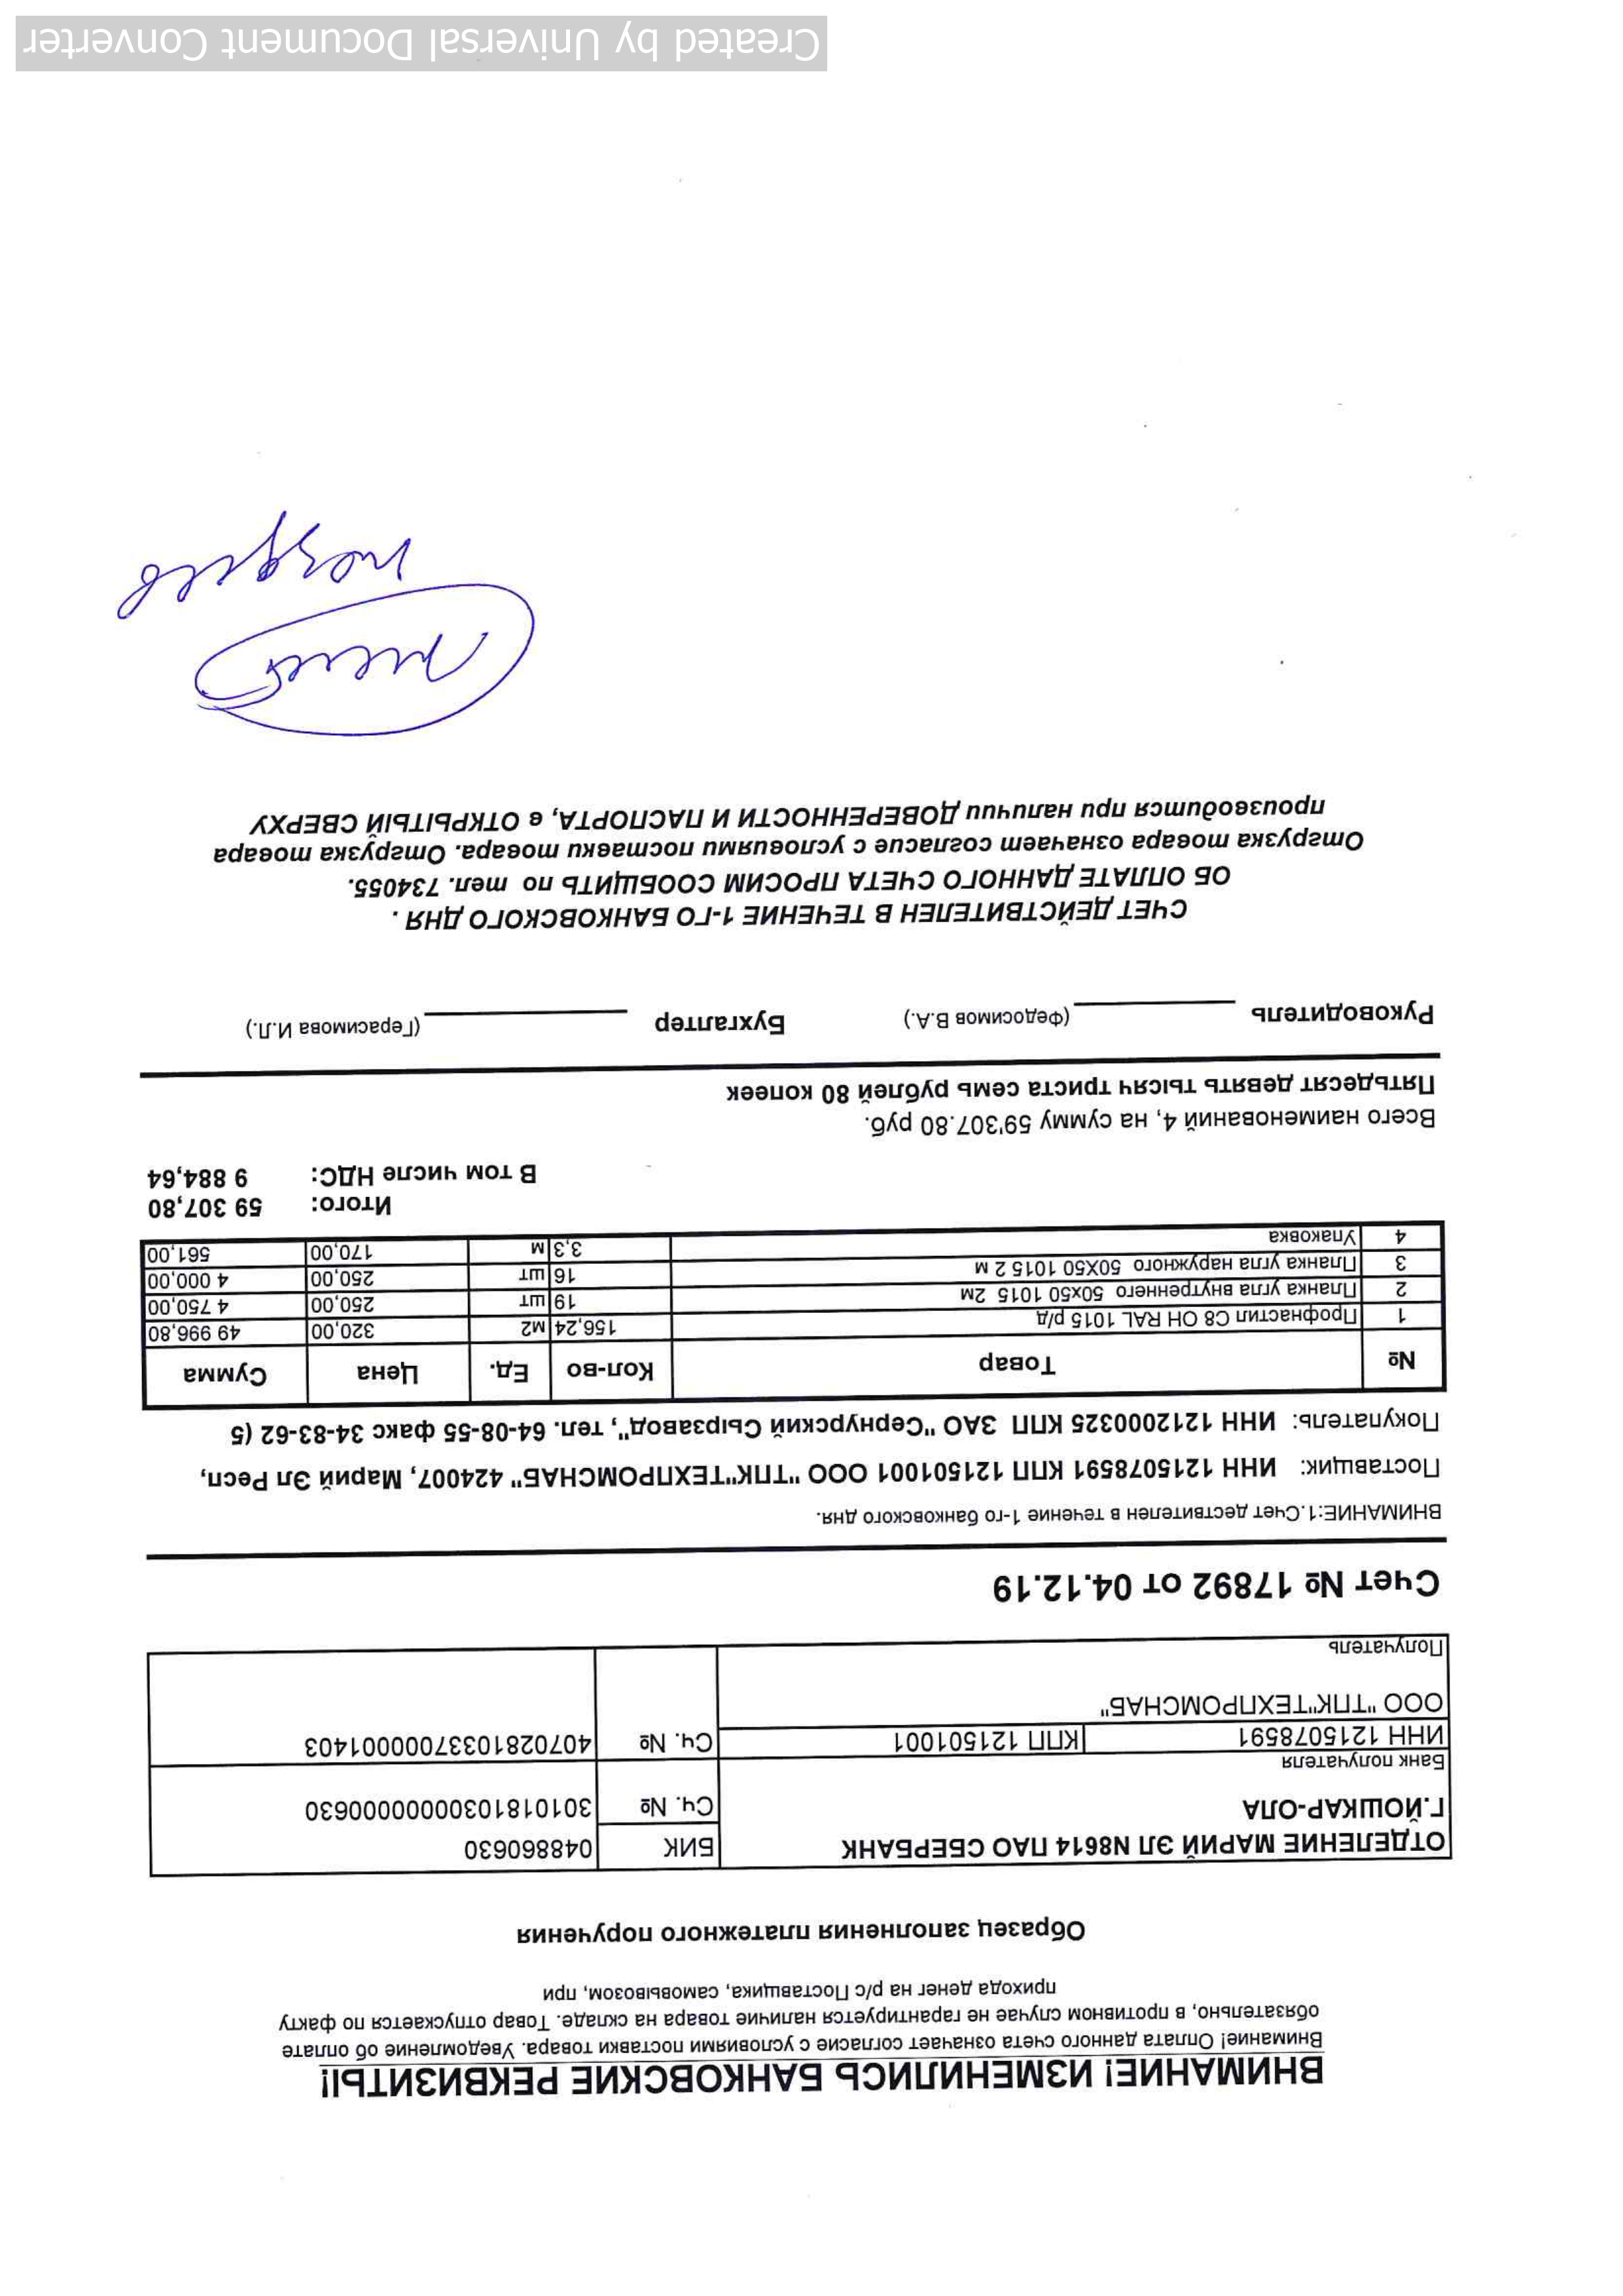 ВНИМАНИЕ! ИЗМЕНИЛИСЬ БАНКОВСКИЕ РЕКВИЗИТЫ!
Внимание! Оплата данного счета означает согласие с условиями поставки товара. Уведомление об оплате
обязательно, в противном случае не гарантируется наличие товара на складе. Товар отпускается по факту
прихода денег на р/с Поставщика, самовывозом, при
Образец заполнения платежного поручения
ОТДЕЛЕНИЕ МАРИЙ ЭЛ N8614 ПАО СБЕРБАНК БИК 048860630
Г.ЙОШКАР-ОЛА Сч. № 30101810300000000630
Банк получателя
ИНН 1215078591 КПП 121501001 Сч. № 40702810337000001403
ООО "ТПК"ТЕХПРОМСНАБ"
Получатель
Счет № 17892 от 04.12.19
ВНИМАНИЕ:1.Счет дествителен в течение 1-го банковского дня.
Поставщик: ИНН 1215078591 КПП 121501001 ООО "ТПК"ТЕХПРОМСНАБ" 424007, Марий Эл Респ,
Покупатель: ИНН 1212000325 КПП ЗАО "Сернурский Сырзавод", тел. 64-08-55 факс 34-83-62 (5
№ Товар Кол-во Ед. Цена Сумма
1 Профнастил С8 ОН RAL 1015 р/д 156,24 м2 320,00 49 996,80
2 Планка угла внутреннего 50х50 1015 2м 19 шт 250,00 4 750,00
3 Планка угла наружного 50Х50 1015 2 м 16 шт 250,00 4 000,00
4 Упаковка 3,3 м 170,00 561,00
Итого: 59 307,80
В том числе НДС: 9 884,64
Всего наименований 4, на сумму 59'307.80 руб.
Пятьдесят девять тысяч триста семь рублей 80 копеек
Руководитель (Федосимов В.А.) Бухгалтер (Герасимова И.Л.)
СЧЕТ ДЕЙСТВИТЕЛЕН В ТЕЧЕНИЕ 1-ГО БАНКОВСКОГО ДНЯ .
ОБ ОПЛАТЕ ДАННОГО СЧЕТА ПРОСИМ СООБЩИТЬ по тел. 734055.
Отгрузка товара означает согласие с условиями поставки товара. Отгрузка товара
производится при наличии ДОВЕРЕННОСТИ И ПАСПОРТА, в ОТКРЫТЫЙ СВЕРХУ
Created by Universal Document Converter